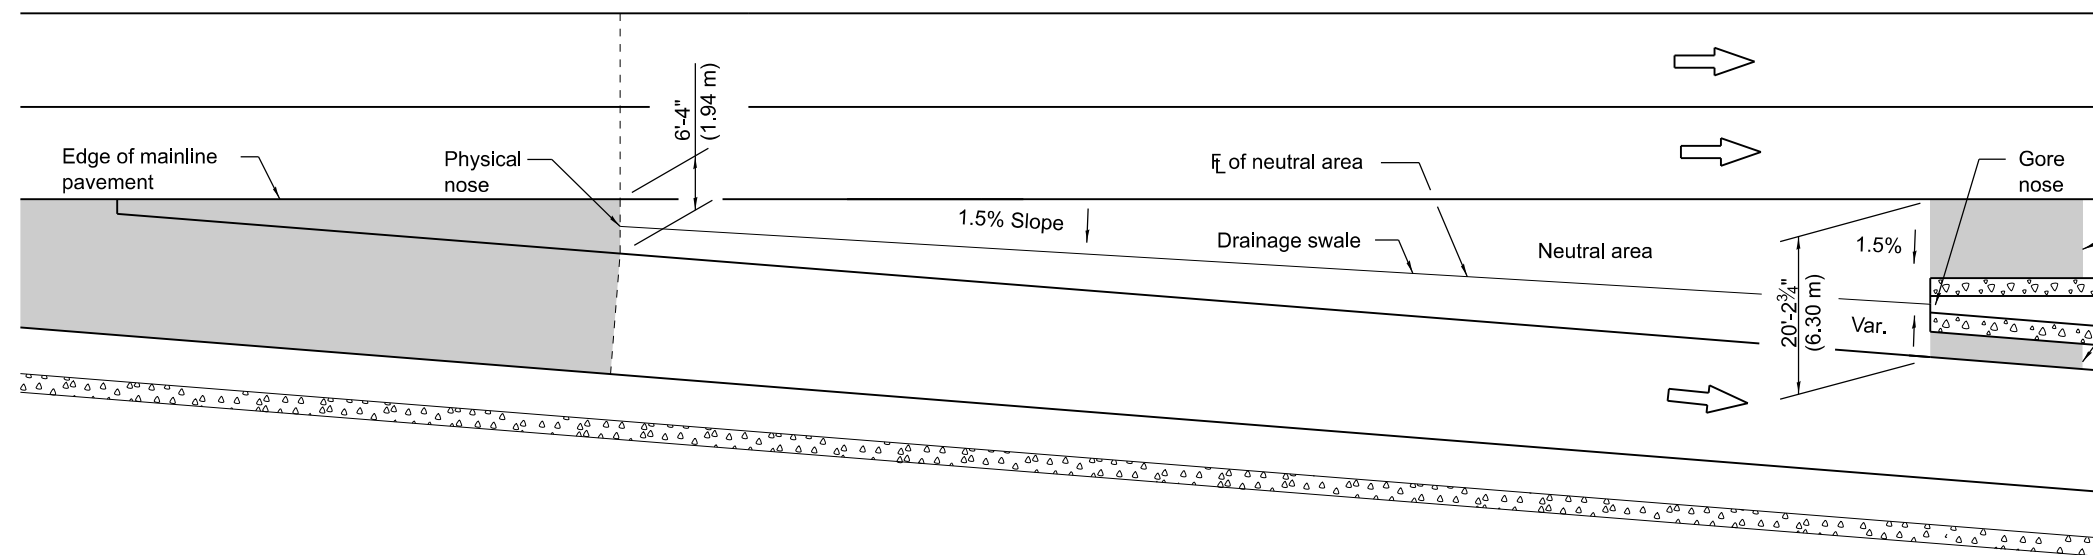 6'-4"
(1.94 m)
Edge of mainline
pavement
Physical
nose
FL of neutral area
Gore
nose
1.5% Slope
Drainage swale
Neutral area
1.5%
20'-2¾"
(6.30 m)
Var.